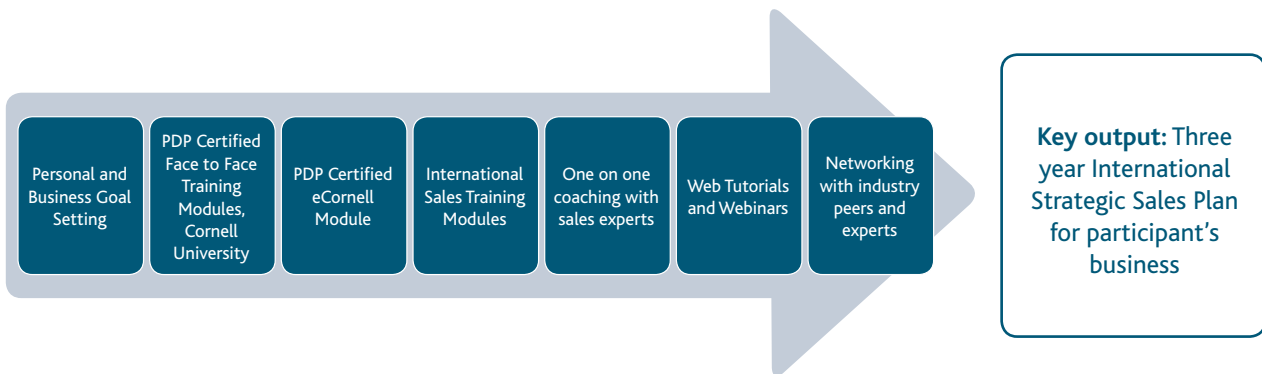 Personal and
Business Goal
Setting
PDP Certified
Face to Face
Training
Modules,
Cornell
University
PDP Certified
eCornell
Module
International
Sales Training
Modules
One on one
coaching with
sales experts
Web Tutorials
and Webinars
Networking
with industry
peers and
experts
Key output: Three
year International
Strategic Sales Plan
for participant's
business